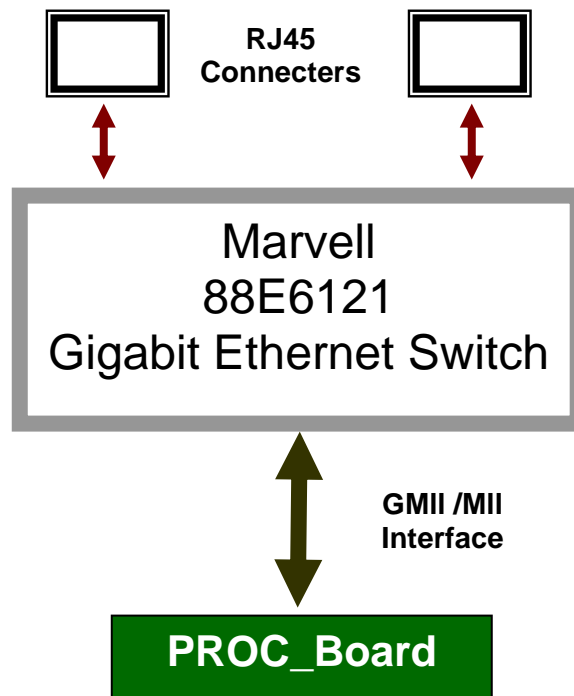 RJ45
Connecters
Marvell
88E6121
Gigabit Ethernet Switch
GMII /MII
Interface
PROC_Board